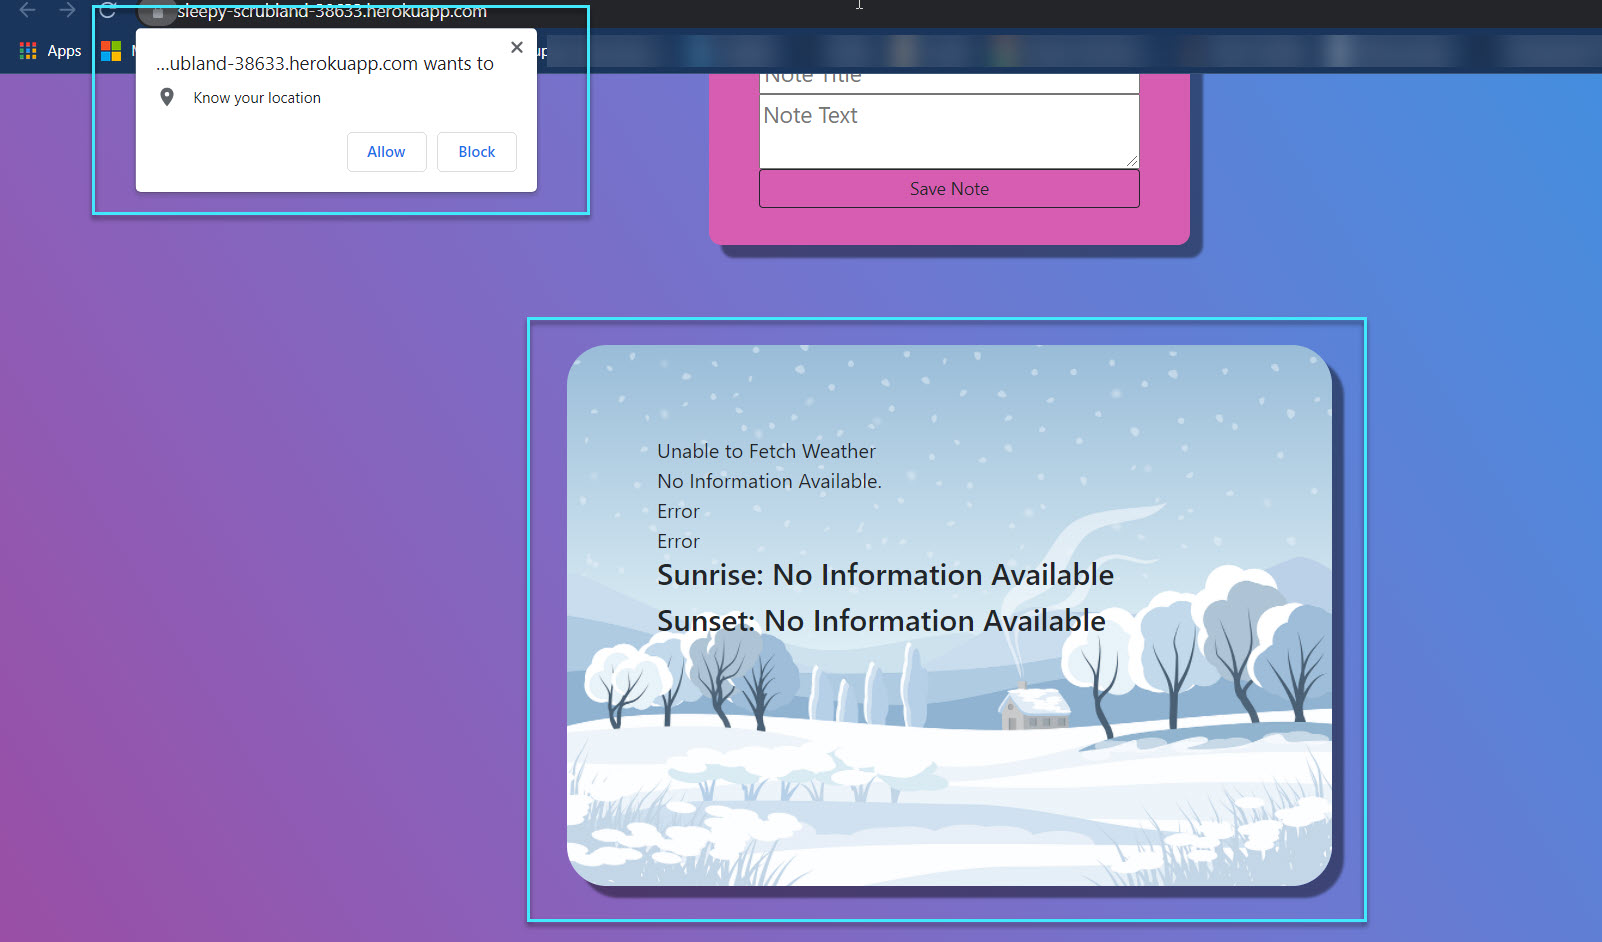 sleepy-scrubland-38633.herokuapp.com
Apps
...ubland-38633.herokuapp.com wants to
Know your location
Allow
Block
Note Title
Note Text
Save Note
Unable to Fetch Weather
No Information Available.
Error
Error
Sunrise: No Information Available
Sunset: No Information Available